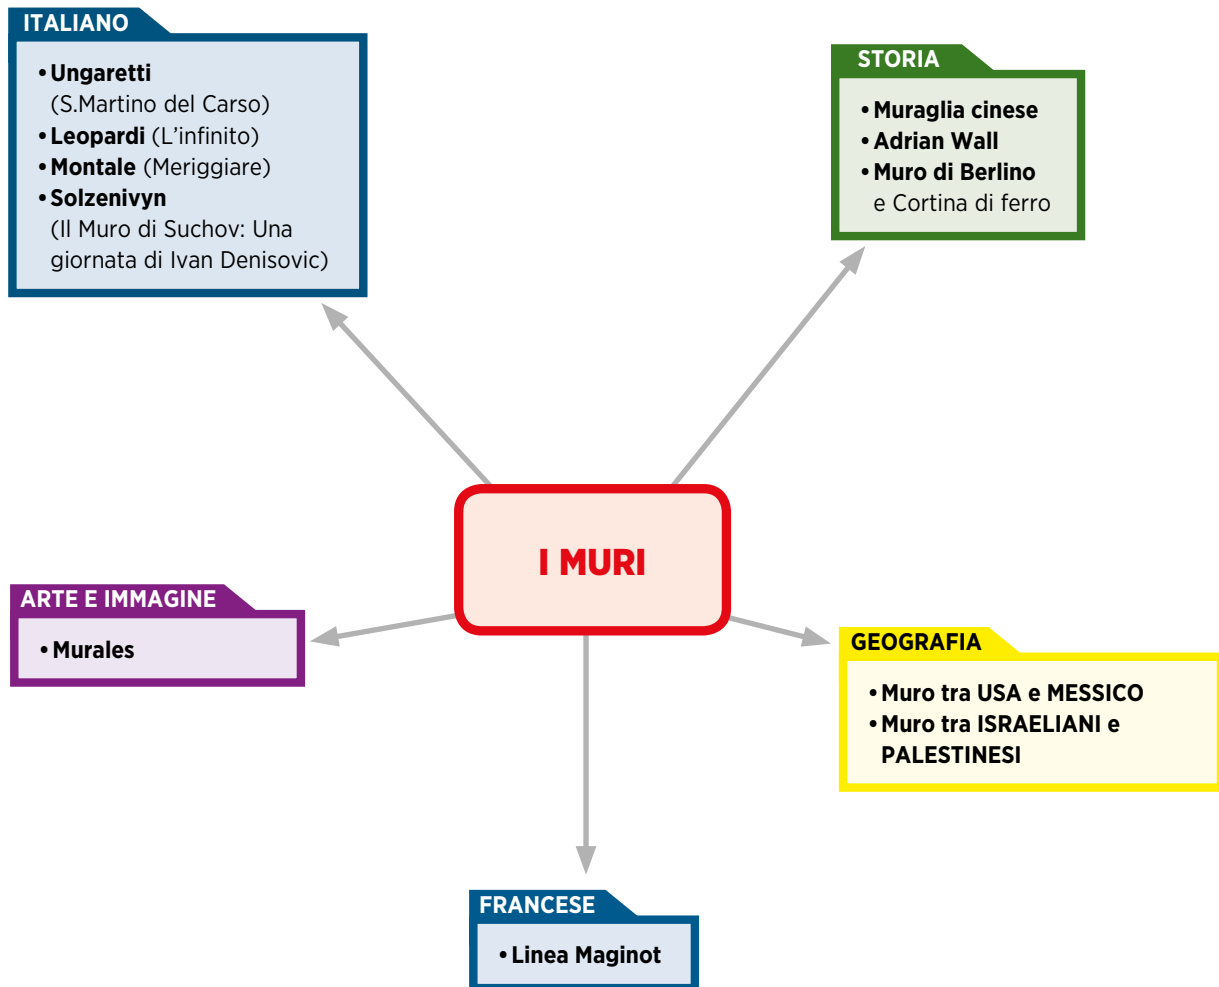 ITALIANO
• Ungaretti
(S.Martino del Carso)
• Leopardi (L'infinito)
• Montale (Meriggiare)
• Solzenivyn
(Il Muro di Suchov: Una
giornata di Ivan Denisovic)
STORIA
• Muraglia cinese
• Adrian Wall
• Muro di Berlino
e Cortina di ferro
I MURI
ARTE E IMMAGINE
• Murales
GEOGRAFIA
• Muro tra USA e MESSICO
• Muro tra ISRAELIANI e
PALESTINESI
FRANCESE
• Linea Maginot